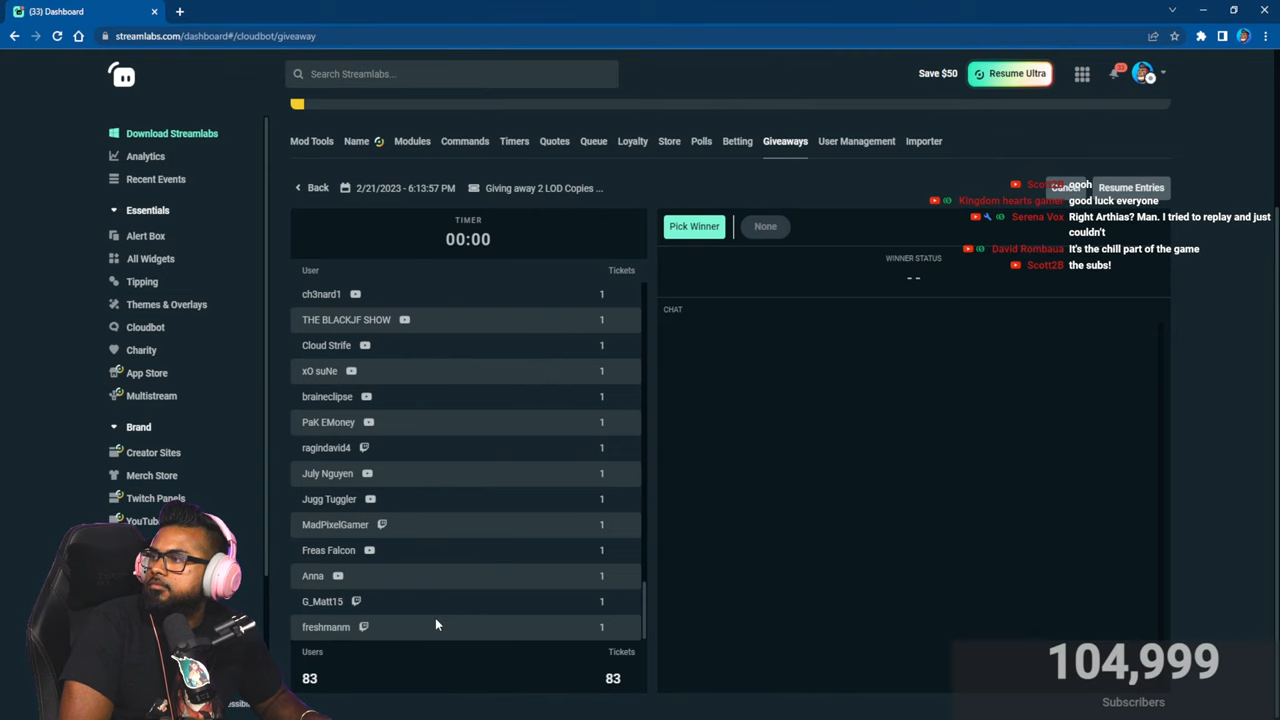 (33) Dashboard
streamlabs.com/dashboard#/cloudbot/giveaway
Search Streamlabs...
Save $50
Resume Ultra
Download Streamlabs
Analytics
Recent Events
Essentials
Alert Box
All Widgets
Tipping
Themes & Overlays
Cloudbot
Charity
App Store
Multistream
Brand
Creator Sites
Merch Store
Twitch Panels
Mod Tools Name Modules Commands Timers Quotes Queue Loyalty Store Polls Betting Giveaways User Management Importer
Back 2/21/2023 - 6:13:57 PM Giving away 2 LOD Copies ...
Resume Entries
TIMER
00:00
User Tickets
ch3nard1 1
THE BLACKJF SHOW 1
Cloud Strife 1
xO suNe 1
braineclipse 1
PaK EMoney 1
ragindavid4 1
July Nguyen 1
Jugg Tuggler 1
MadPixelGamer 1
Freas Falcon 1
Anna 1
G_Matt15 1
freshmanm 1
Users Tickets
83 83
Pick Winner None
WINNER STATUS
--
CHAT
oooh
Kingdom hearts gamer good luck everyone
Serena Vox Right Arthias? Man. I tried to replay and just
couldn't
David Rombaua It's the chill part of the game
Scott2B the subs!
104,999
Subscribers